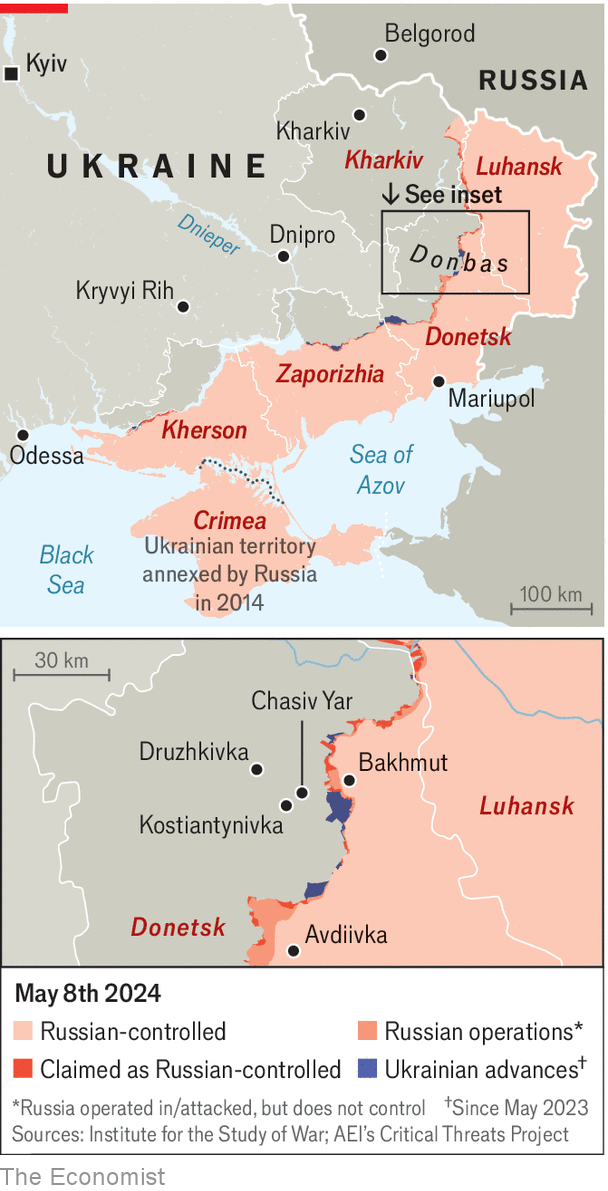 Belgorod
Kyiv
RUSSIA
Kharkiv
Kharkiv
Luhansk
UKRAINE
See inset
Dnieper
Dnipro
Donbas
Kryvyi Rih
Donetsk
Zaporizhia
Mariupol
Kherson
Odessa
Sea of
Azov
Crimea
Ukrainian territory
annexed by Russia
in 2014
Black
Sea
100 km
30 km
Chasiv Yar
Druzhkivka
Bakhmut
Luhansk
Kostiantynivka
Donetsk
Avdiivka
May 8th 2024
Russian-controlled
Russian operations*
Claimed as Russian-controlled
Ukrainian advances†
*Russia operated in/attacked, but does not control †Since May 2023
Sources: Institute for the Study of War; AEI's Critical Threats Project
The Economist